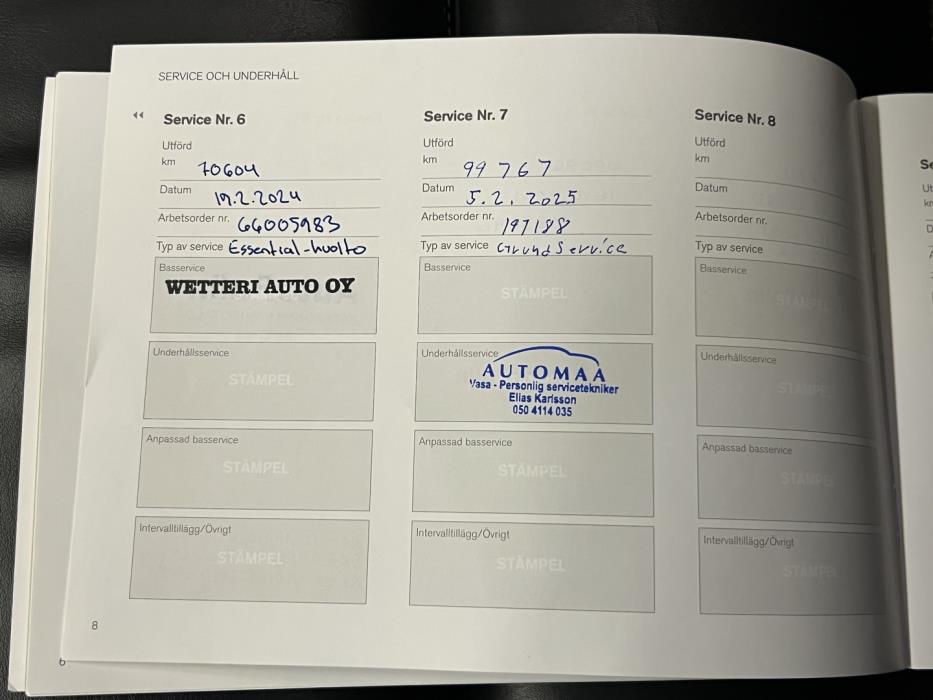 SERVICE OCH UNDERHÅLL
◄◄ Service Nr. 6
Utförd
km 70604
Datum 19.2.2024
Arbetsorder nr. 66005983
Typ av service Essential-huolto
Basservice
WETTERI AUTO OY
Underhållsservice
STÄMPEL
Anpassad basservice
STÄMPEL
Intervalltillägg/Övrigt
STÄMPEL
8
6
Service Nr. 7
Utförd
km 99767
Datum 5.2.2025
Arbetsorder nr. 197188
Typ av service Grundservice
Basservice
STÄMPEL
Underhållsservice
AUTOMAA
Vasa - Personlig servicetekniker
Elias Karlsson
050 4114 035
Anpassad basservice
STÄMPEL
Intervalltillägg/Övrigt
STÄMPEL
Service Nr. 8
Utförd
km
Datum
Arbetsorder nr.
Typ av service
Basservice
STÄMPEL
Underhållsservice
STÄMPEL
Anpassad basservice
STÄMPEL
Intervalltillägg/Övrigt
STÄMPEL